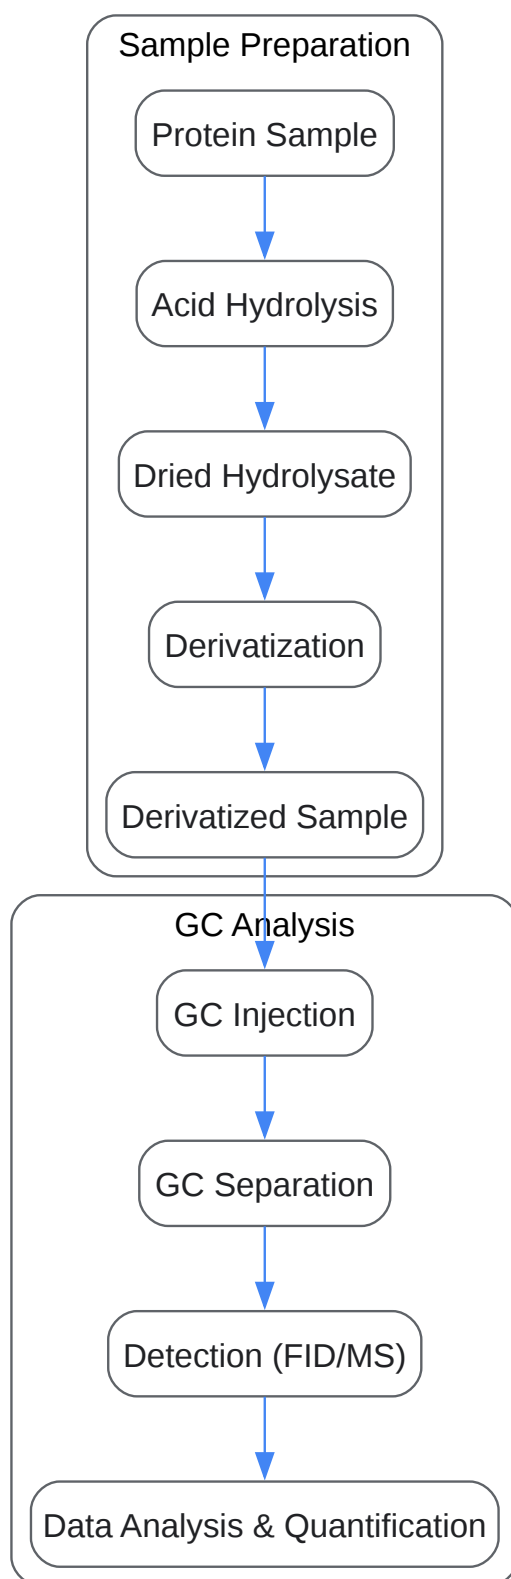 Sample Preparation
Protein Sample
Acid Hydrolysis
Dried Hydrolysate
Derivatization
Derivatized Sample
GC Analysis
GC Injection
GC Separation
Detection (FID/MS)
Data Analysis & Quantification